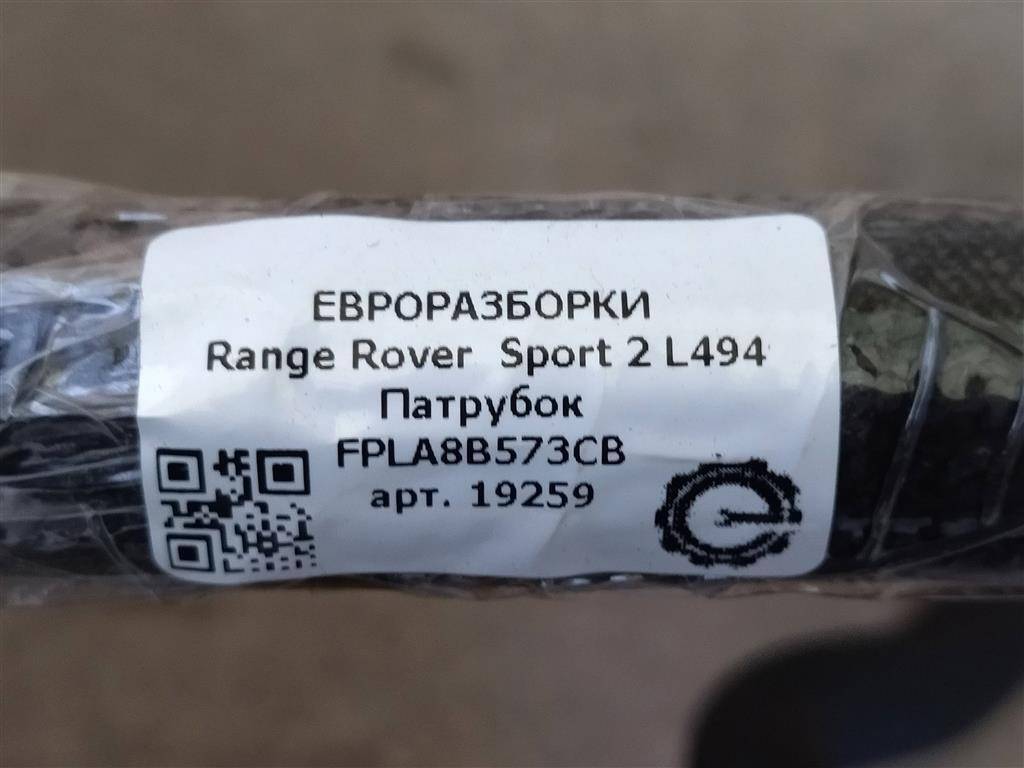 ЕВРОРАЗБОРКИ
Range Rover Sport 2 L494
Патрубок
FPLA8B573CB
арт. 19259